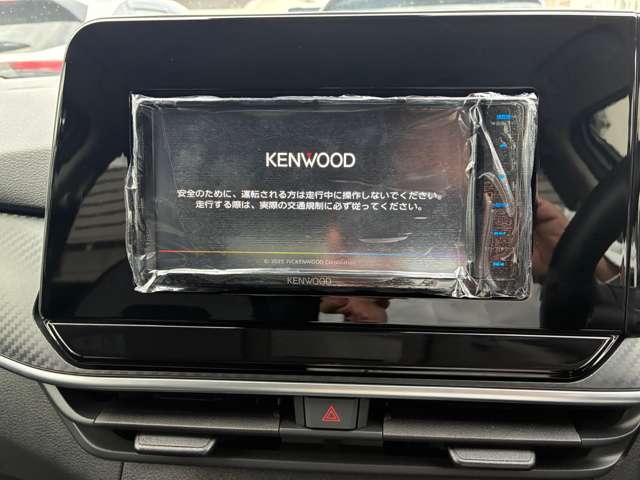 KENWOOD
安全のために、運転される方は走行中に操作しないでください。
走行する際は、実際の交通規制に必ず従ってください。
JVCKENWOOD Corporation
KENWOOD